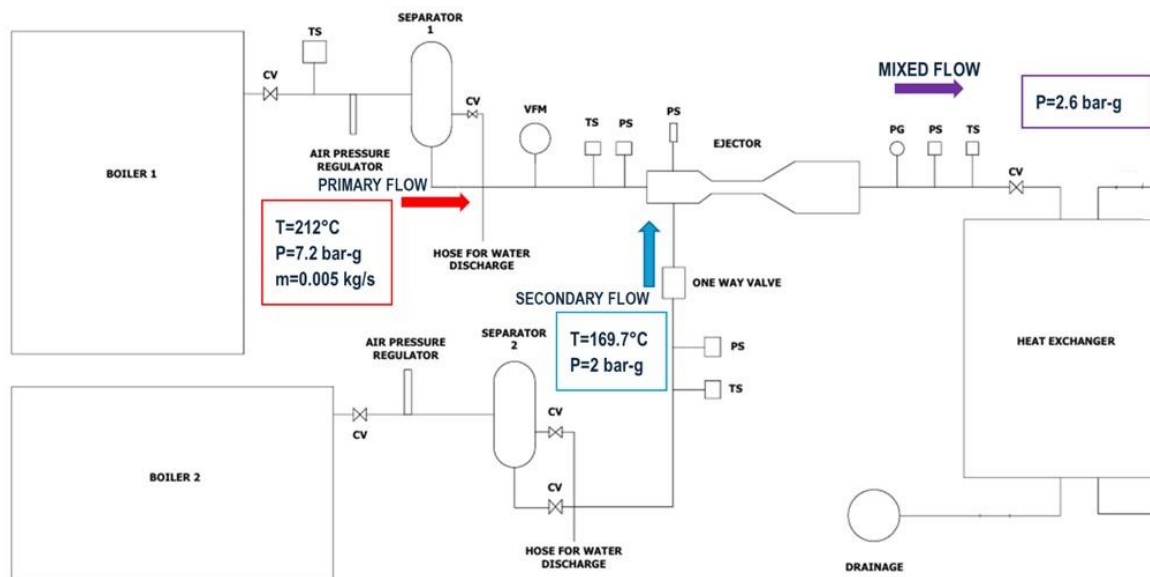 SEPARATOR
1
TS
CV
CV
VFM
TS
PS
PS
EJECTOR
MIXED FLOW
P=2.6 bar-g
PG
PS
TS
CV
BOILER 1
AIR PRESSURE
REGULATOR
PRIMARY FLOW
T=212°C
P=7.2 bar-g
m=0.005 kg/s
HOSE FOR WATER
DISCHARGE
ONE WAY VALVE
SECONDARY FLOW
T=169.7°C
P=2 bar-g
PS
TS
HEAT EXCHANGER
AIR PRESSURE
REGULATOR
SEPARATOR
2
CV
CV
CV
BOILER 2
HOSE FOR WATER
DISCHARGE
DRAINAGE